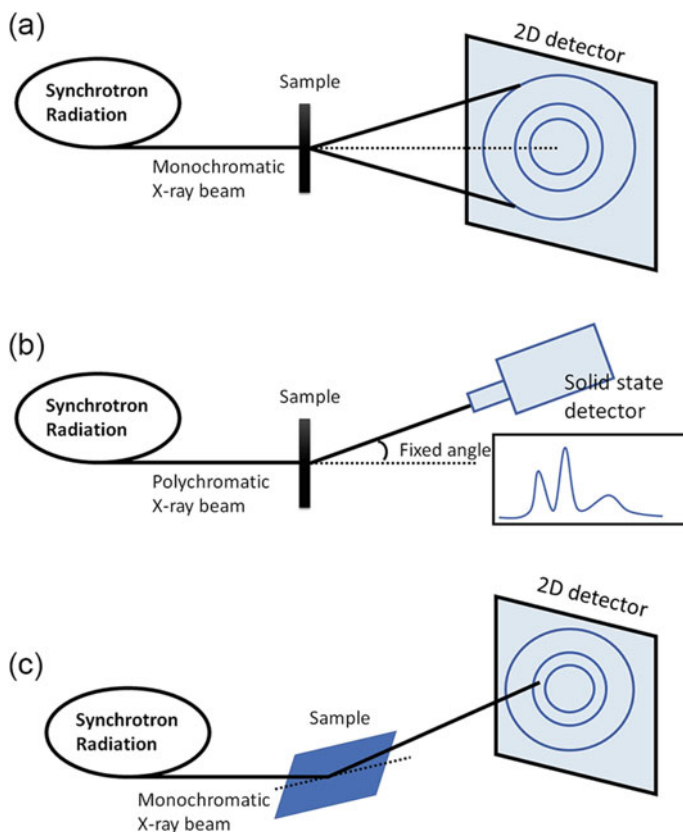 (a)
2D detector
Synchrotron
Radiation
Sample
Monochromatic
X-ray beam
(b)
Synchrotron
Radiation
Sample
Solid state
detector
Fixed angle
Polychromatic
X-ray beam
(c)
2D detector
Synchrotron
Radiation
Sample
Monochromatic
X-ray beam